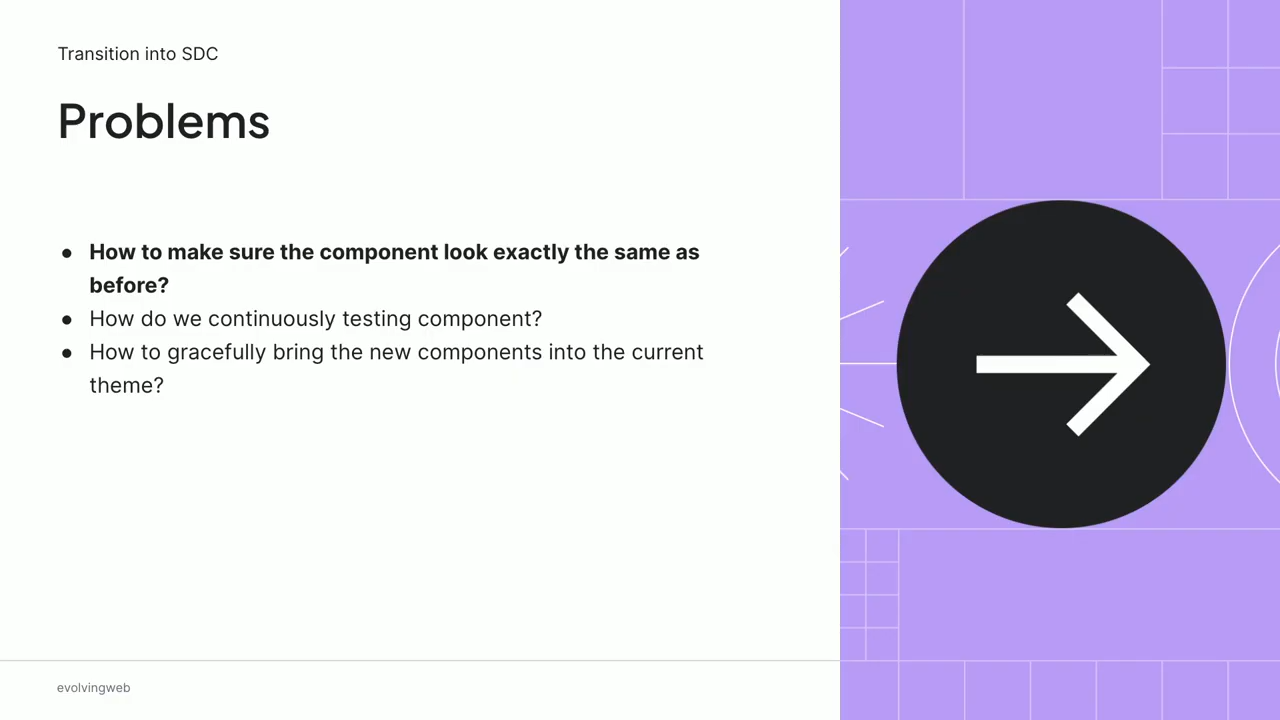 Transition into SDC
Problems
● How to make sure the component look exactly the same as
before?
● How do we continuously testing component?
● How to gracefully bring the new components into the current
theme?
evolvingweb